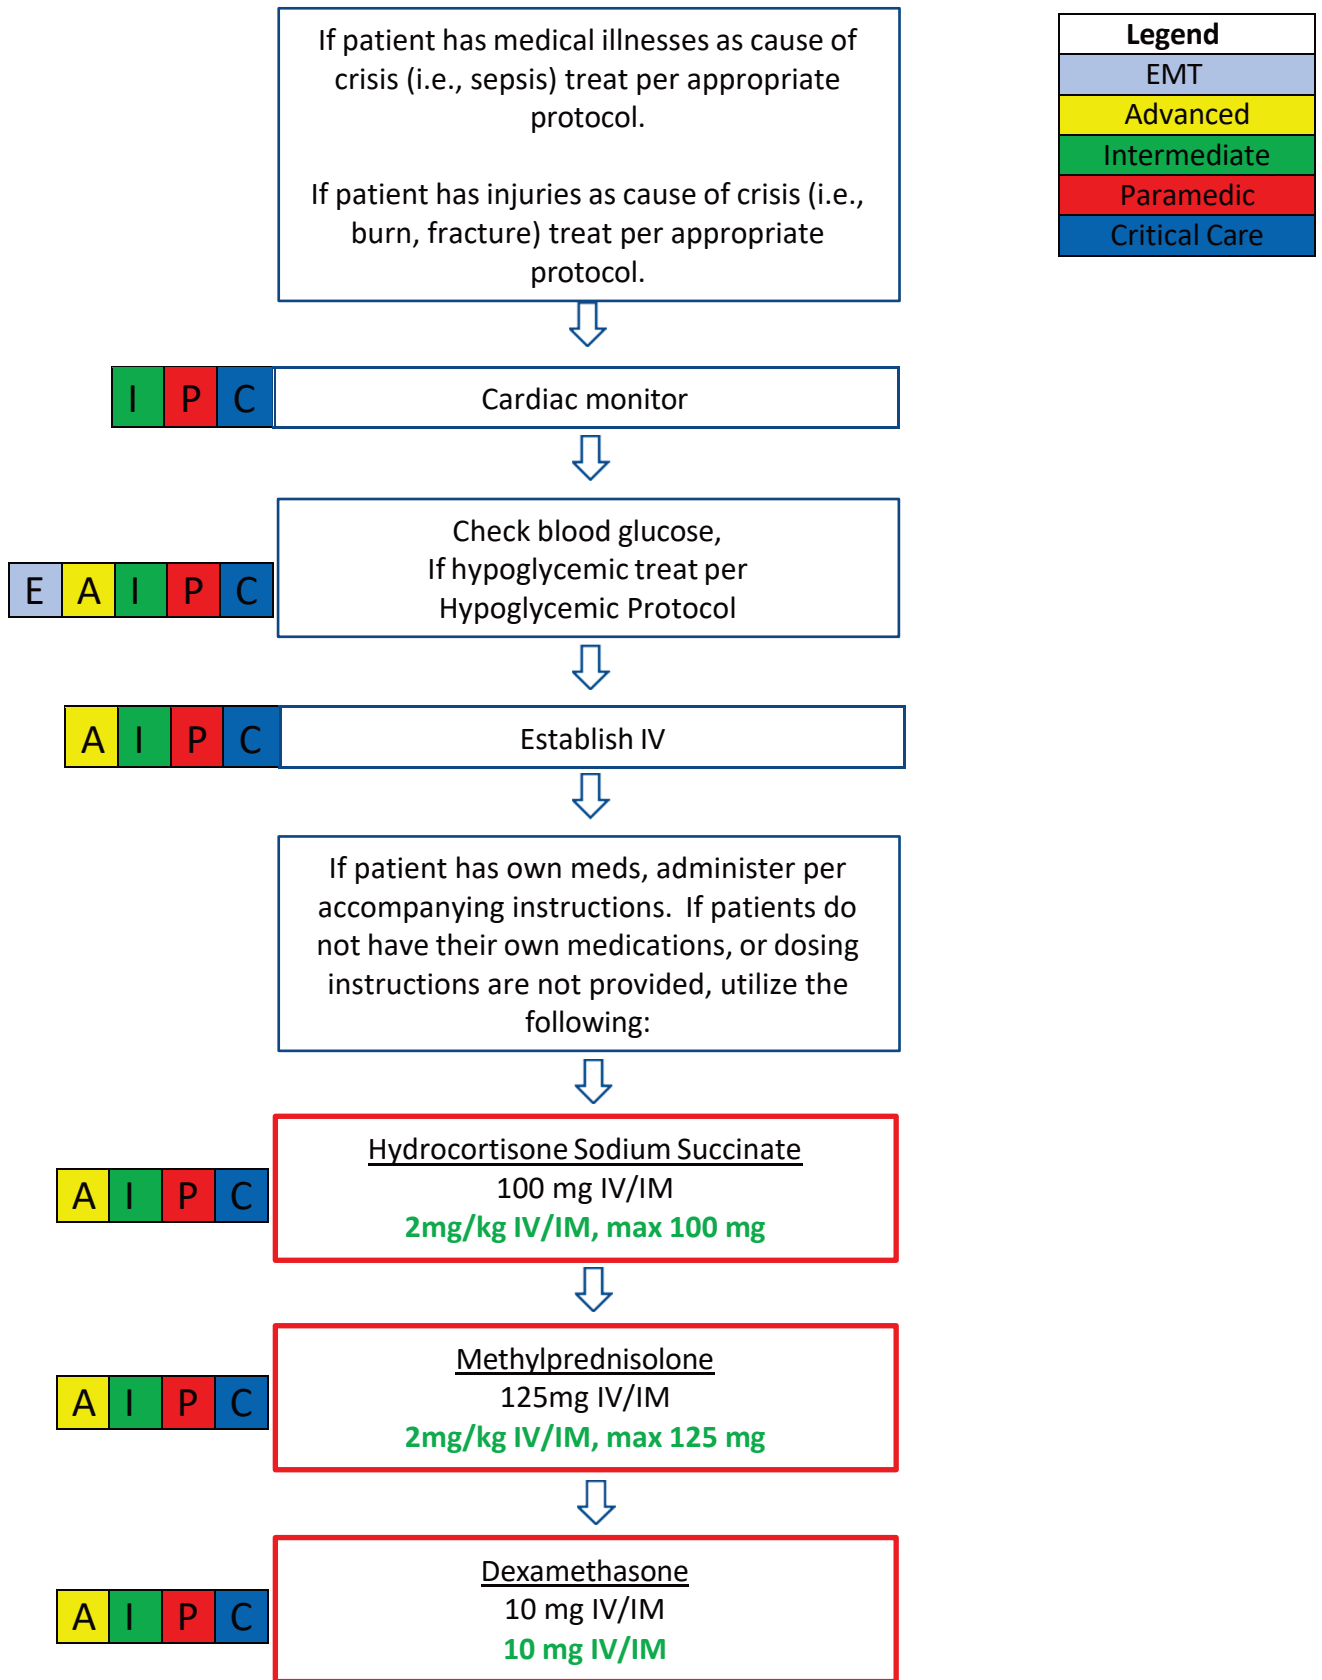 If patient has medical illnesses as cause of
crisis (i.e., sepsis) treat per appropriate
protocol.
If patient has injuries as cause of crisis (i.e.,
burn, fracture) treat per appropriate
protocol.
Legend
EMT
Advanced
Intermediate
Paramedic
Critical Care
I P C
Cardiac monitor
E A I P C
Check blood glucose,
If hypoglycemic treat per
Hypoglycemic Protocol
A I P C
Establish IV
If patient has own meds, administer per
accompanying instructions.  If patients do
not have their own medications, or dosing
instructions are not provided, utilize the
following:
A I P C
Hydrocortisone Sodium Succinate
100 mg IV/IM
2mg/kg IV/IM, max 100 mg
A I P C
Methylprednisolone
125mg IV/IM
2mg/kg IV/IM, max 125 mg
A I P C
Dexamethasone
10 mg IV/IM
10 mg IV/IM